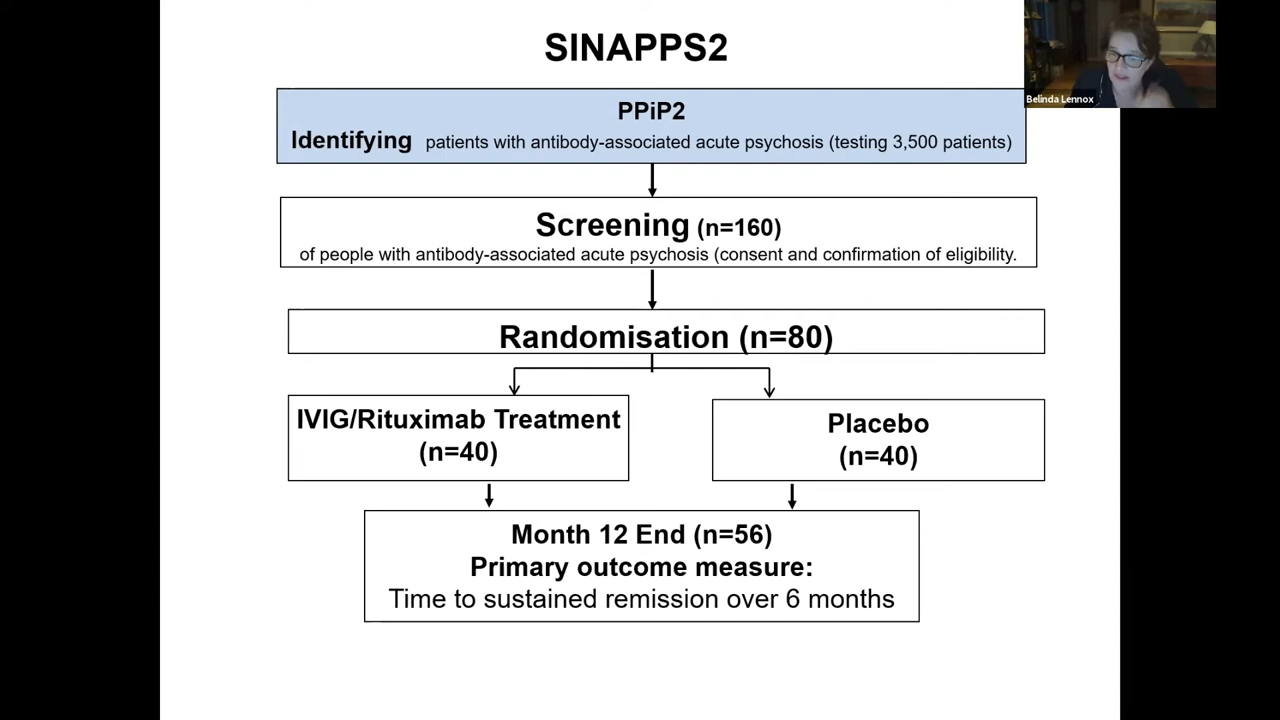 SINAPPS2
Belinda Lennox
PPiP2
Identifying patients with antibody-associated acute psychosis (testing 3,500 patients)
Screening (n=160)
of people with antibody-associated acute psychosis (consent and confirmation of eligibility.
Randomisation (n=80)
IVIG/Rituximab Treatment
(n=40)
Placebo
(n=40)
Month 12 End (n=56)
Primary outcome measure:
Time to sustained remission over 6 months